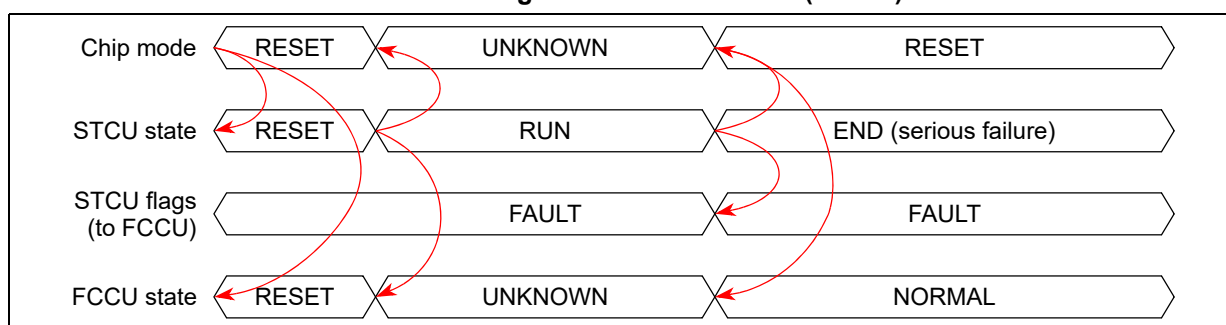 Chip mode RESET UNKNOWN RESET
STCU state RESET RUN END (serious failure)
STCU flags
(to FCCU) FAULT FAULT
FCCU state RESET UNKNOWN NORMAL